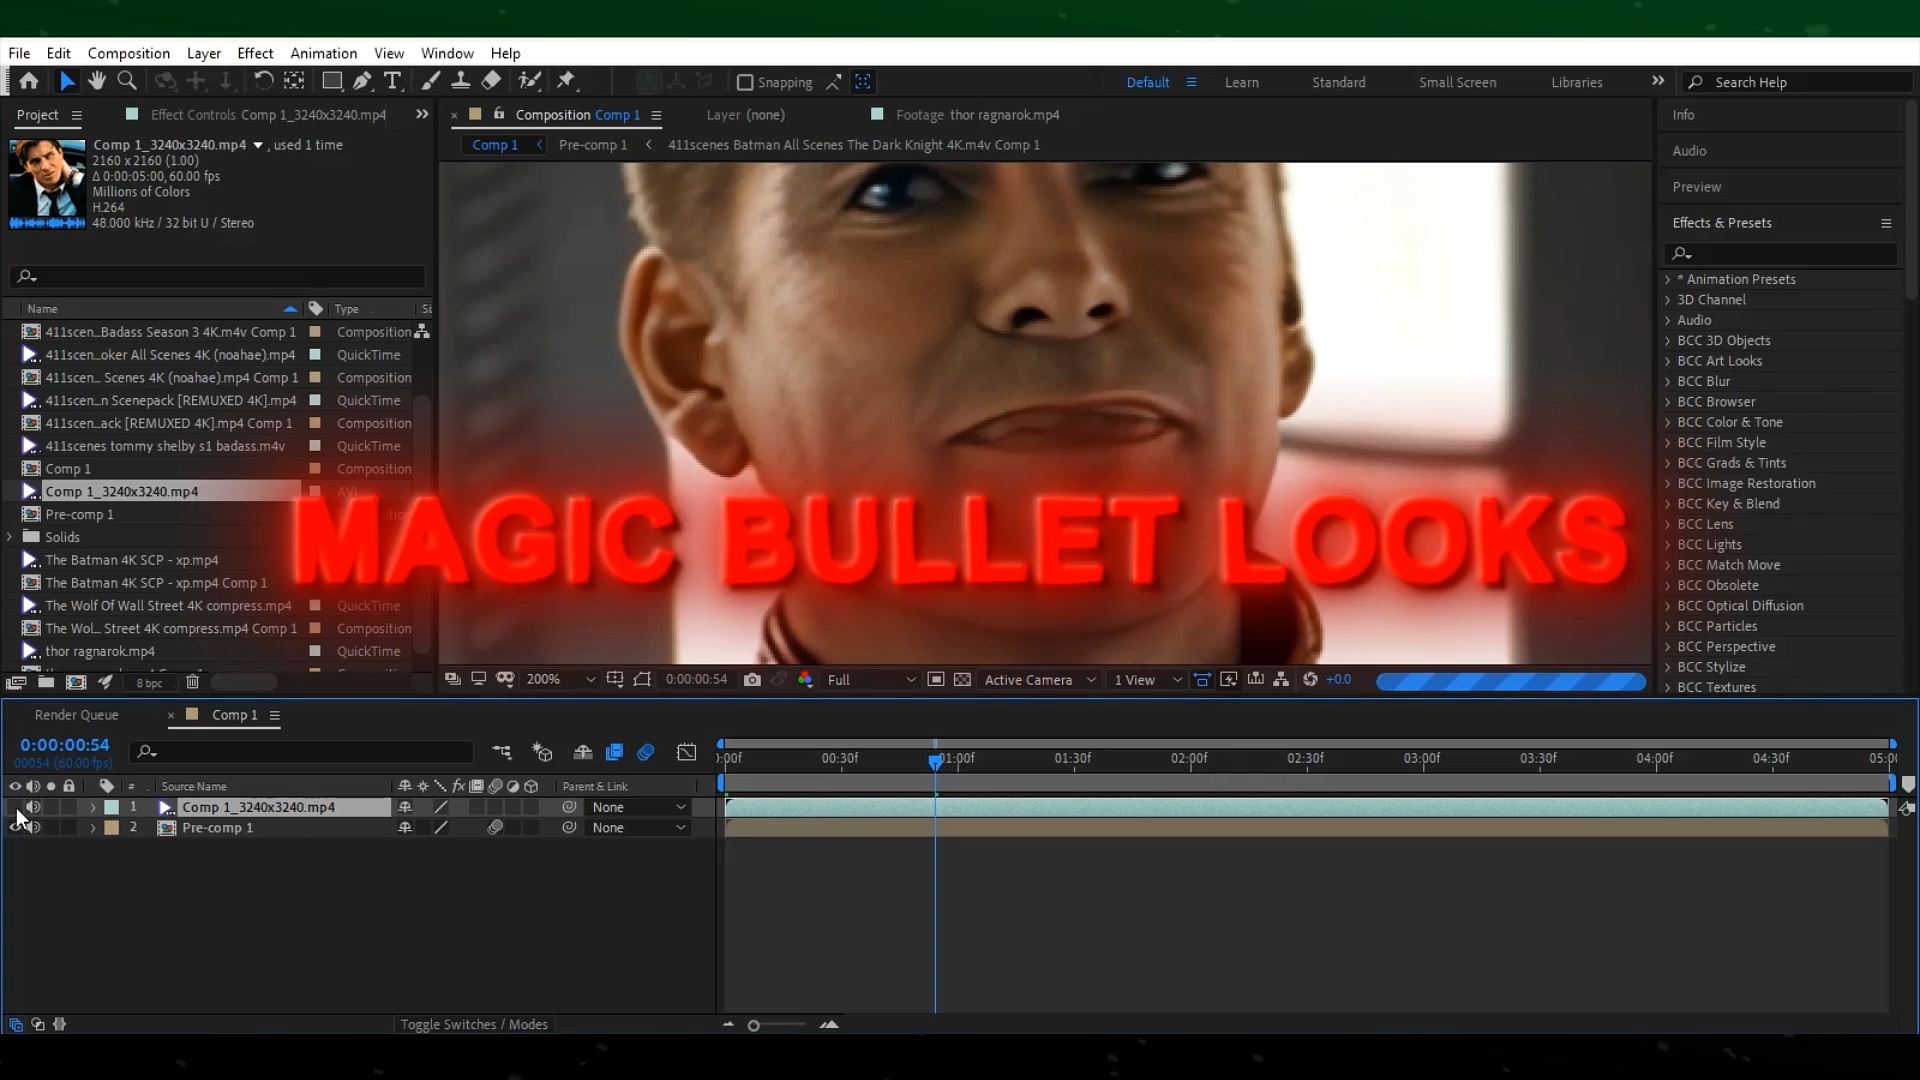 File Edit Composition Layer Effect Animation View Window Help
Snapping Default Learn Standard Small Screen Libraries Search Help
Project Effect Controls Comp 1_3240x3240.mp4
Composition Comp 1 Layer (none) Footage thor ragnarok.mp4
Info
Comp 1_3240x3240.mp4 , used 1 time
2160 x 2160 (1.00)
Δ 0:00:05:00, 60.00 fps
Millions of Colors
H.264
48.000 kHz / 32 bit U / Stereo
Comp 1 Pre-comp 1 411scenes Batman All Scenes The Dark Knight 4K.m4v Comp 1
Audio
Preview
Effects & Presets
Name Type Si
411scen...Badass Season 3 4K.m4v Comp 1 Composition
411scen...oker All Scenes 4K (noahae).mp4 QuickTime
411scen... Scenes 4K (noahae).mp4 Comp 1 Composition
411scen...n Scenepack [REMUXED 4K].mp4 QuickTime
411scen...ack [REMUXED 4K].mp4 Comp 1 Composition
411scenes tommy shelby s1 badass.m4v QuickTime
Comp 1 Composition
Comp 1_3240x3240.mp4 AVI
Pre-comp 1
Solids
The Batman 4K SCP - xp.mp4
The Batman 4K SCP - xp.mp4 Comp 1
The Wolf Of Wall Street 4K compress.mp4 QuickTime
The Wol... Street 4K compress.mp4 Comp 1 Composition
thor ragnarok.mp4 QuickTime
8 bpc
MAGIC BULLET LOOKS
200% 0:00:00:54 Full Active Camera 1 View +0.0
* Animation Presets
3D Channel
Audio
BCC 3D Objects
BCC Art Looks
BCC Blur
BCC Browser
BCC Color & Tone
BCC Film Style
BCC Grads & Tints
BCC Image Restoration
BCC Key & Blend
BCC Lens
BCC Lights
BCC Match Move
BCC Obsolete
BCC Optical Diffusion
BCC Particles
BCC Perspective
BCC Stylize
BCC Textures
Render Queue Comp 1
0:00:00:54
00054 (60.00 fps)
:00f 00:30f 01:00f 01:30f 02:00f 02:30f 03:00f 03:30f 04:00f 04:30f 05:00
# Source Name fx Parent & Link
1 Comp 1_3240x3240.mp4 None
2 Pre-comp 1 None
Toggle Switches / Modes